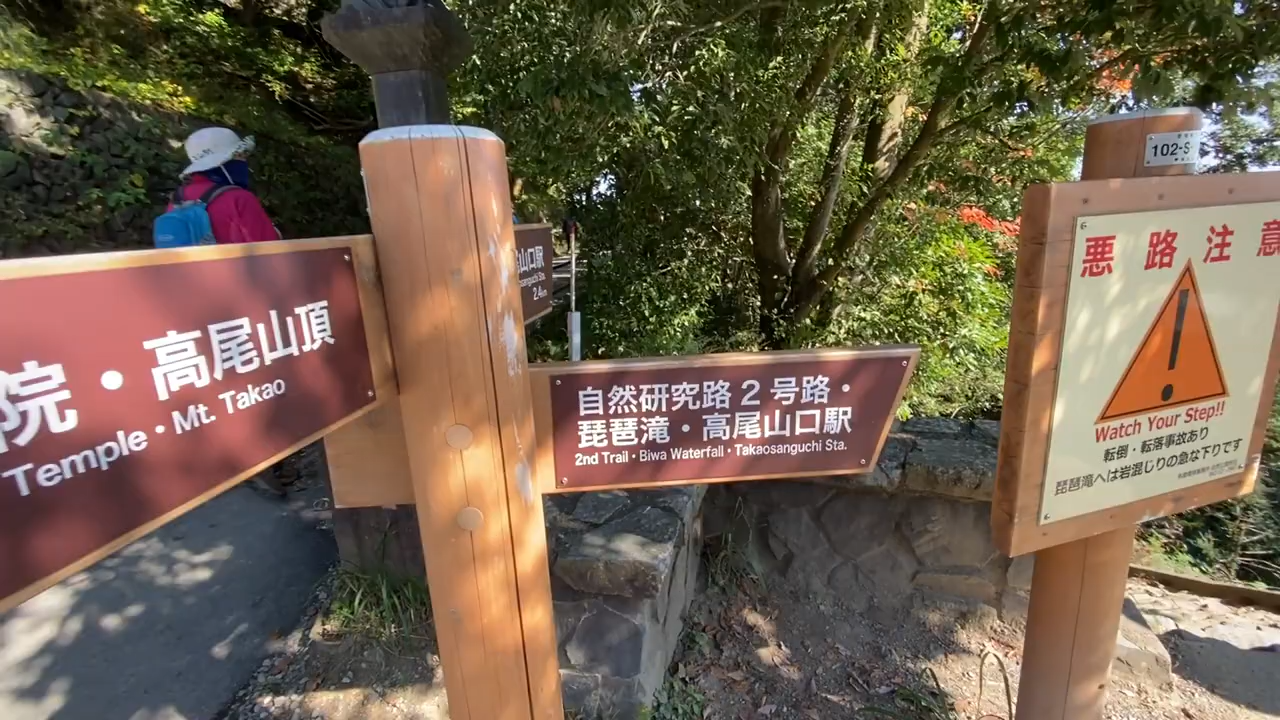 院・高尾山頂
Temple・Mt. Takao
山口駅
2.4km
自然研究路2号路・
琵琶滝・高尾山口駅
2nd Trail・Biwa Waterfall・Takaosanguchi Sta.
102-S
悪路注意
Watch Your Step!!
転倒・転落事故あり
琵琶滝へは岩混じりの急な下りです